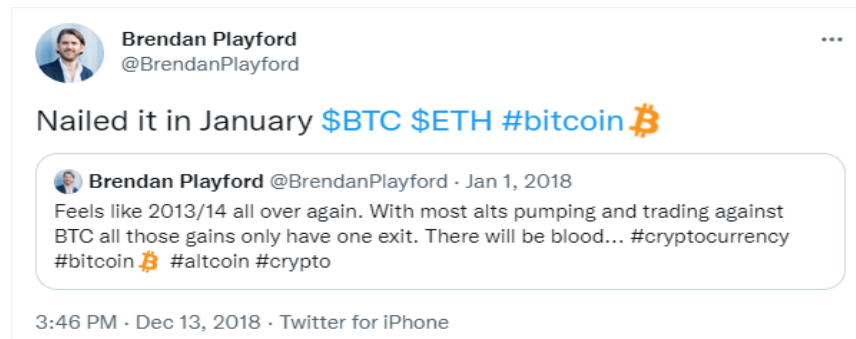 Brendan Playford
@BrendanPlayford
Nailed it in January $BTC $ETH #bitcoin
Brendan Playford @BrendanPlayford · Jan 1, 2018
Feels like 2013/14 all over again. With most alts pumping and trading against
BTC all those gains only have one exit. There will be blood... #cryptocurrency
#bitcoin #altcoin #crypto
3:46 PM · Dec 13, 2018 · Twitter for iPhone